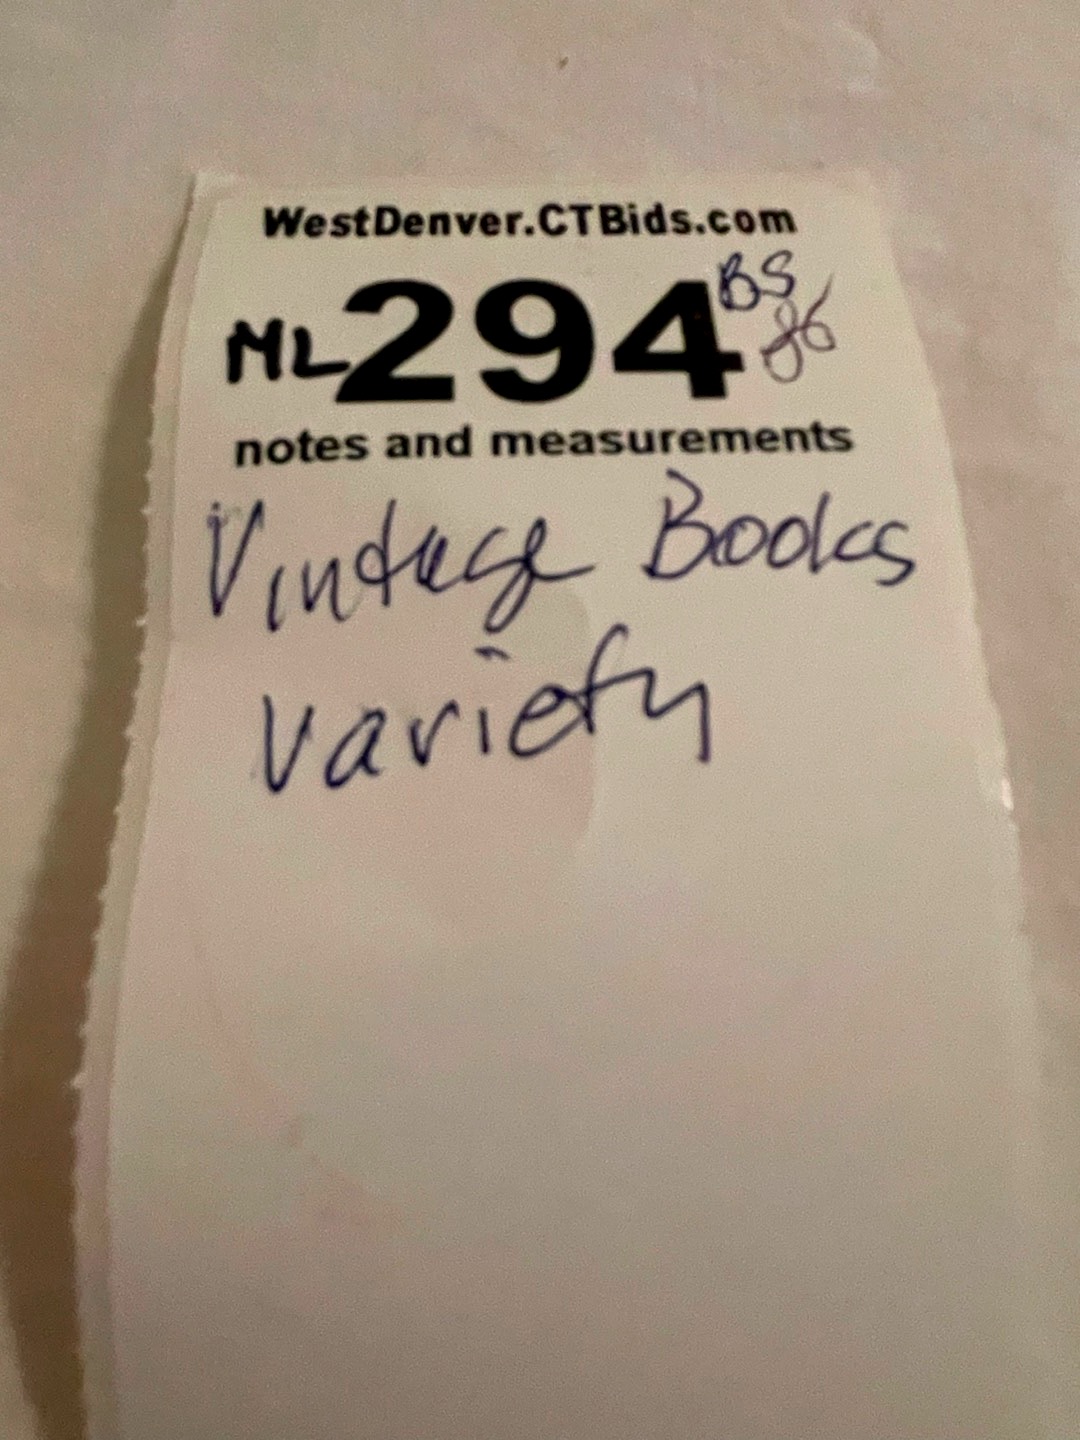 WestDenver.CTBids.com
ML294 BS
86
notes and measurements
Vintage Books
Variety